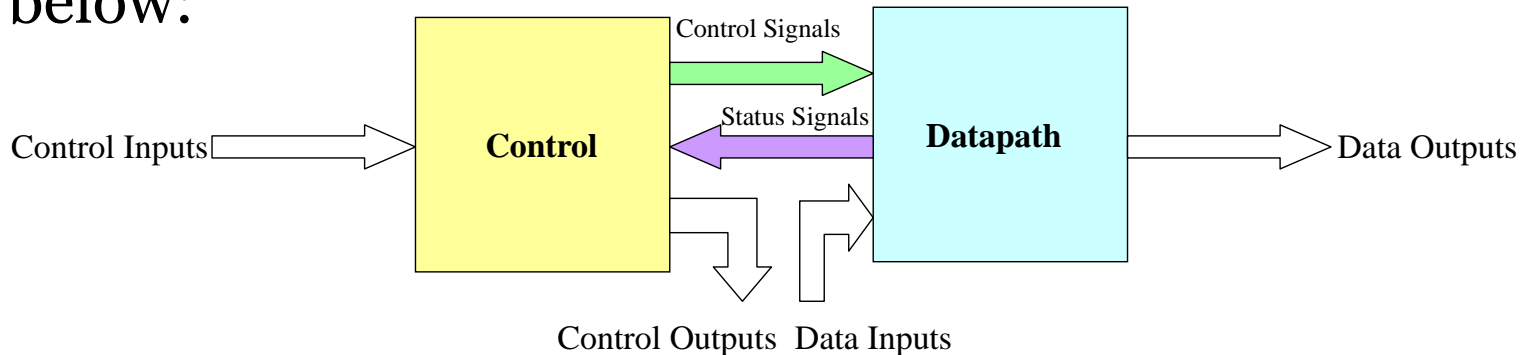 below:
Control Signals
Status Signals
Control Inputs
Control
Datapath
Data Outputs
Control Outputs
Data Inputs